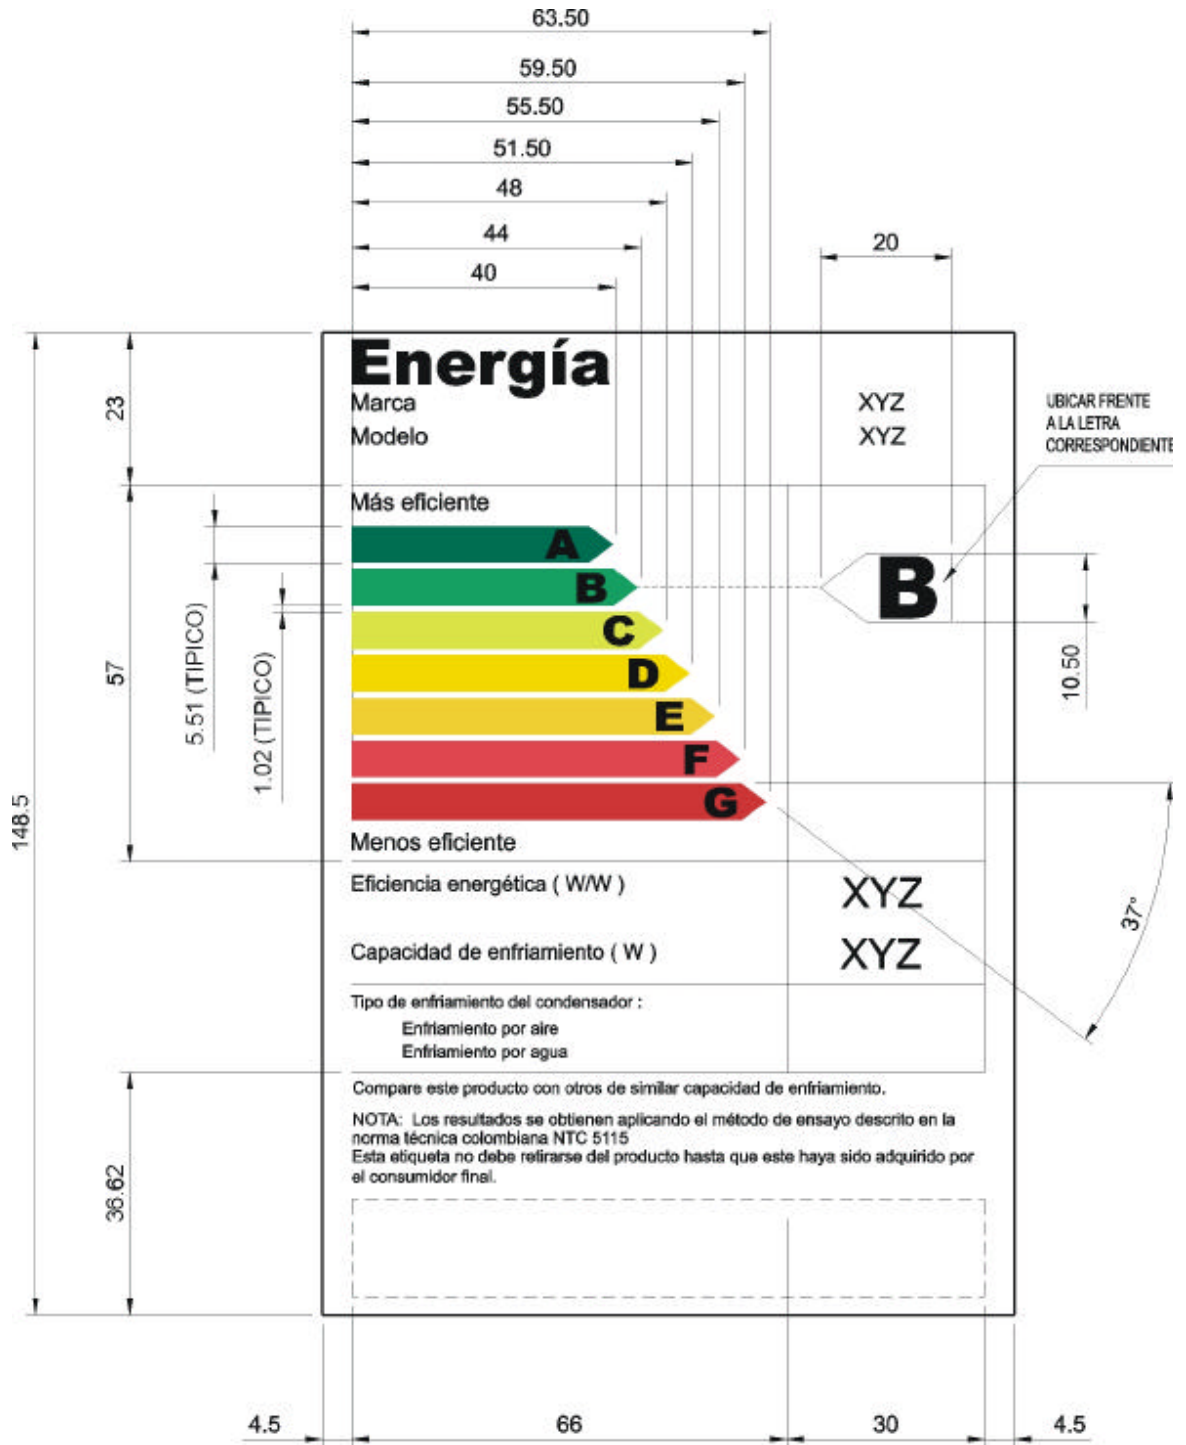 63.50
59.50
55.50
51.50
48
44
40
20
Energía
Marca XYZ
Modelo XYZ
UBICAR FRENTE
A LA LETRA
CORRESPONDIENTE
23
Más eficiente
A
B
B
C
D
E
F
G
Menos eficiente
5.51 (TIPICO)
1.02 (TIPICO)
57
10.50
148.5
37°
Eficiencia energética ( W/W ) XYZ
Capacidad de enfriamiento ( W ) XYZ
Tipo de enfriamiento del condensador :
Enfriamiento por aire
Enfriamiento por agua
Compare este producto con otros de similar capacidad de enfriamiento.
NOTA: Los resultados se obtienen aplicando el método de ensayo descrito en la
norma técnica colombiana NTC 5115
Esta etiqueta no debe retirarse del producto hasta que este haya sido adquirido por
el consumidor final.
36.62
4.5
66
30
4.5